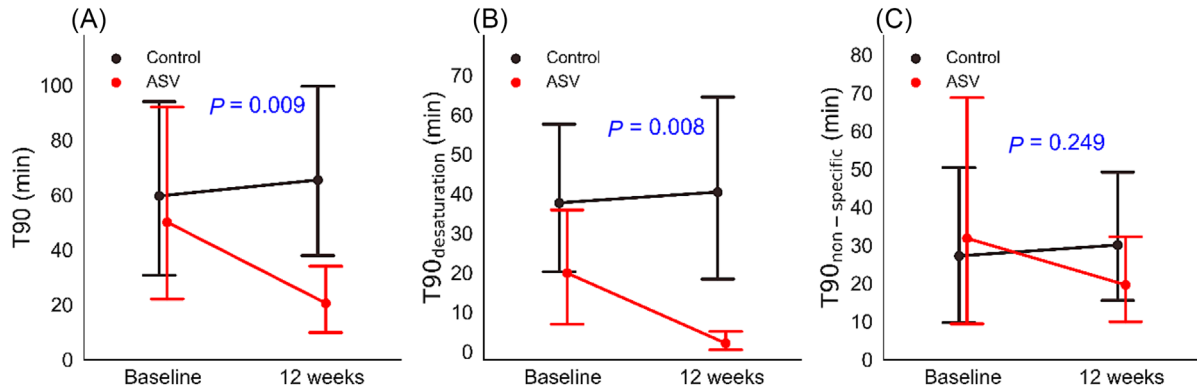 (A)
Control
ASV
P = 0.009
T90 (min)
100
80
60
40
20
0
Baseline
12 weeks
(B)
Control
ASV
P = 0.008
T90desaturation (min)
70
60
50
40
30
20
10
0
Baseline
12 weeks
(C)
Control
ASV
P = 0.249
T90non−specific (min)
80
70
60
50
40
30
20
10
0
Baseline
12 weeks